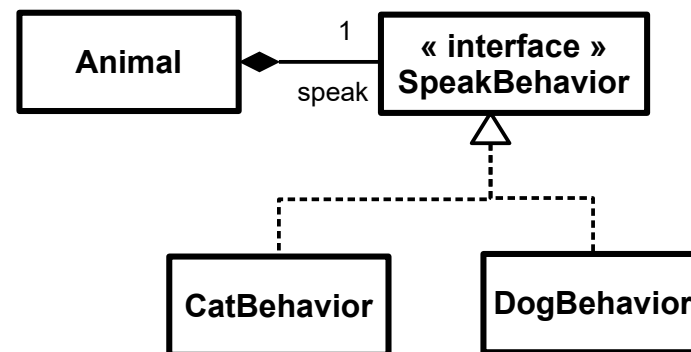 Animal
1
speak
« interface »
SpeakBehavior
CatBehavior
DogBehavior